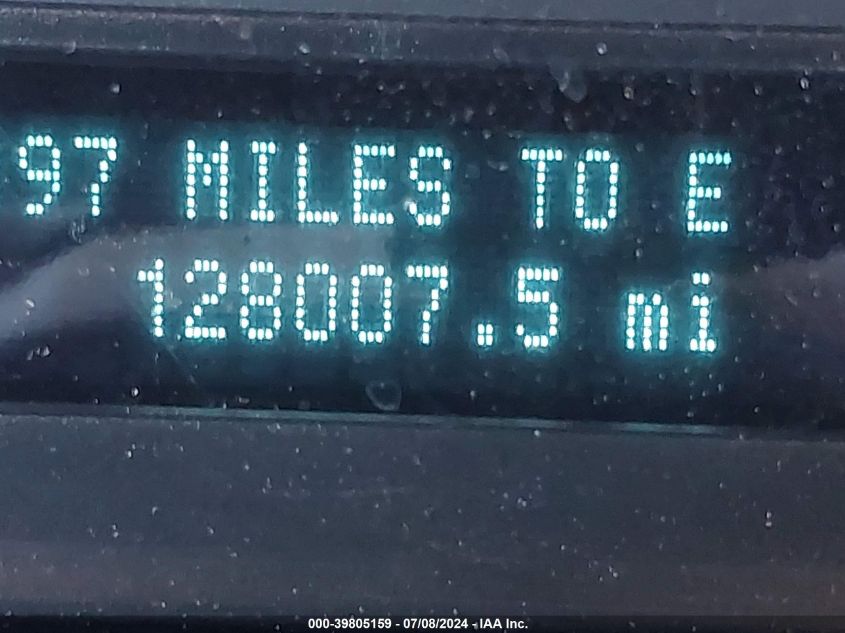 97 MILES TO E
128007.5 mi
000-39805159 - 07/08/2024 - IAA Inc.